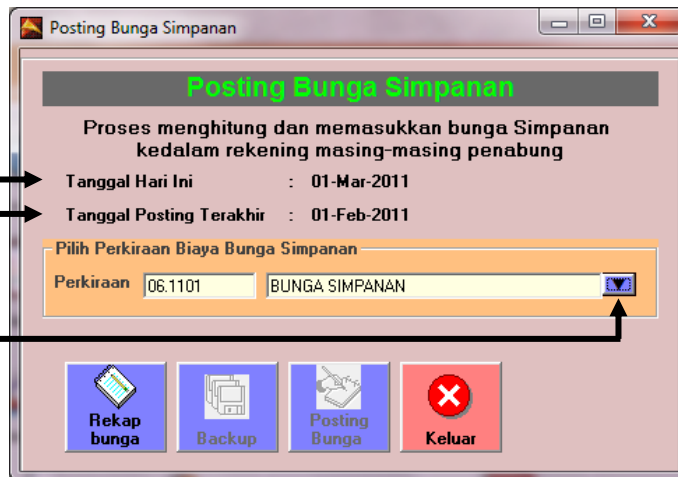 Posting Bunga Simpanan
Posting Bunga Simpanan
Proses menghitung dan memasukkan bunga Simpanan
kedalam rekening masing-masing penabung
Tanggal Hari Ini : 01-Mar-2011
Tanggal Posting Terakhir : 01-Feb-2011
Pilih Perkiraan Biaya Bunga Simpanan
Perkiraan 06.1101 BUNGA SIMPANAN
Rekap
bunga
Backup
Posting
Bunga
Keluar